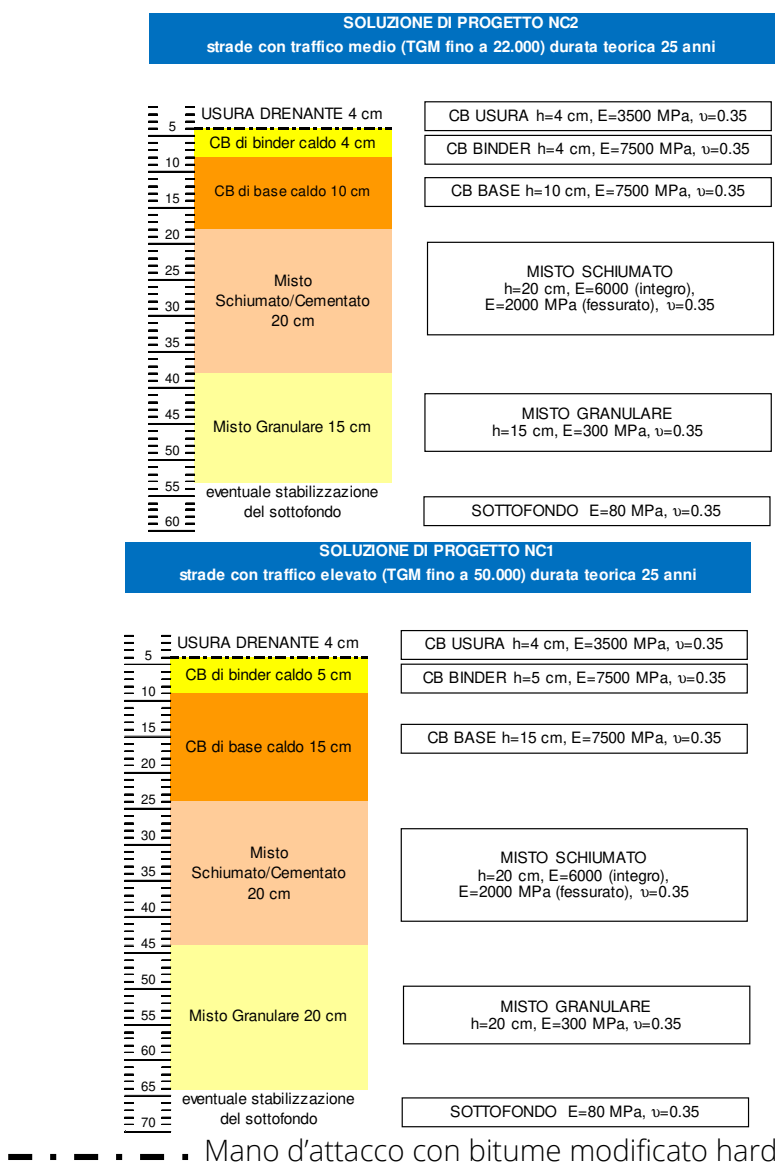 SOLUZIONE DI PROGETTO NC2
strade con traffico medio (TGM fino a 22.000) durata teorica 25 anni
USURA DRENANTE 4 cm
CB USURA h=4 cm, E=3500 MPa, υ=0.35
5
CB di binder caldo 4 cm
CB BINDER h=4 cm, E=7500 MPa, υ=0.35
10
CB di base caldo 10 cm
CB BASE h=10 cm, E=7500 MPa, υ=0.35
15
20
25
Misto
Schiumato/Cementato
20 cm
MISTO SCHIUMATO
h=20 cm, E=6000 (integro),
E=2000 MPa (fessurato), υ=0.35
30
35
40
45
Misto Granulare 15 cm
MISTO GRANULARE
h=15 cm, E=300 MPa, υ=0.35
50
55
eventuale stabilizzazione
del sottofondo
SOTTOFONDO E=80 MPa, υ=0.35
60
SOLUZIONE DI PROGETTO NC1
strade con traffico elevato (TGM fino a 50.000) durata teorica 25 anni
USURA DRENANTE 4 cm
CB USURA h=4 cm, E=3500 MPa, υ=0.35
5
CB di binder caldo 5 cm
CB BINDER h=5 cm, E=7500 MPa, υ=0.35
10
15
CB di base caldo 15 cm
CB BASE h=15 cm, E=7500 MPa, υ=0.35
20
25
30
Misto
Schiumato/Cementato
20 cm
MISTO SCHIUMATO
h=20 cm, E=6000 (integro),
E=2000 MPa (fessurato), υ=0.35
35
40
45
50
55
Misto Granulare 20 cm
MISTO GRANULARE
h=20 cm, E=300 MPa, υ=0.35
60
65
eventuale stabilizzazione
del sottofondo
SOTTOFONDO E=80 MPa, υ=0.35
70
Mano d'attacco con bitume modificato hard